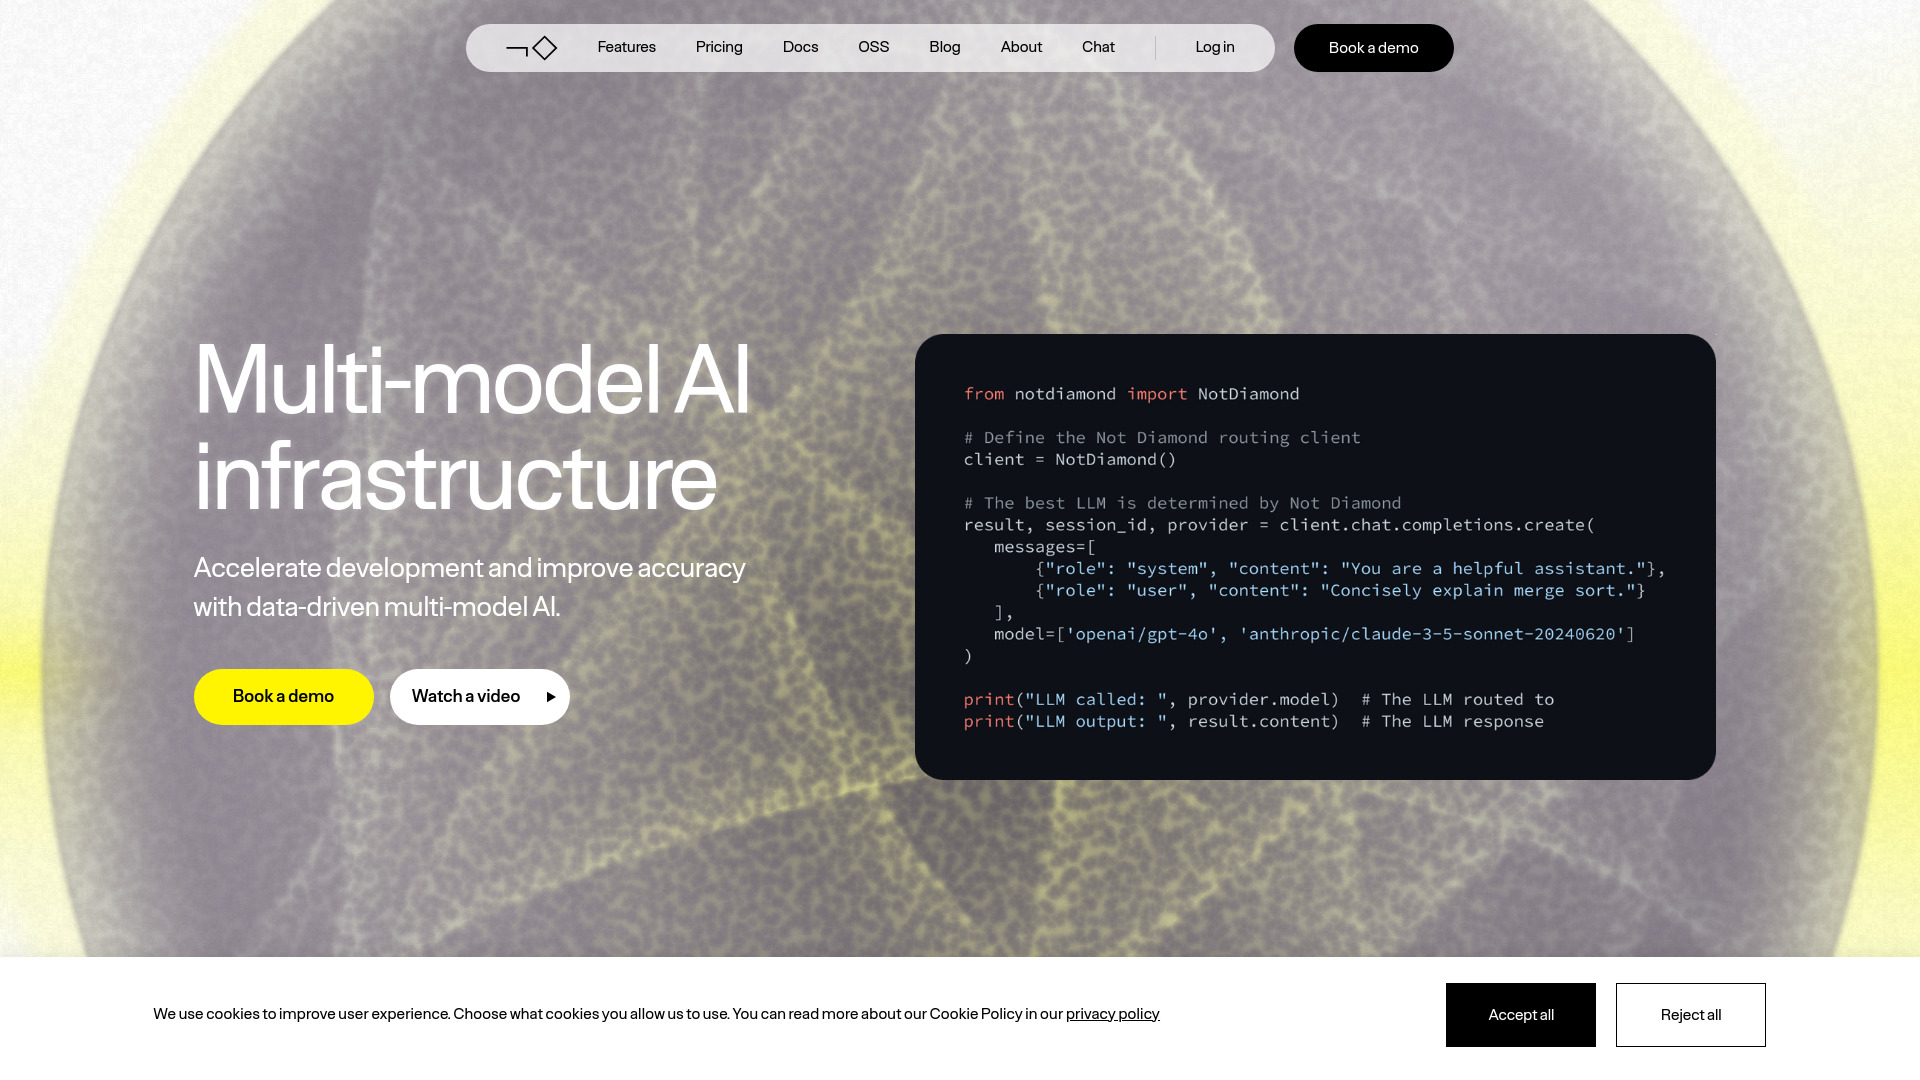 Features Pricing Docs OSS Blog About Chat Log in Book a demo
Multi-model AI
infrastructure
Accelerate development and improve accuracy
with data-driven multi-model AI.
Book a demo Watch a video
from notdiamond import NotDiamond
# Define the Not Diamond routing client
client = NotDiamond()
# The best LLM is determined by Not Diamond
result, session_id, provider = client.chat.completions.create(
messages=[
{"role": "system", "content": "You are a helpful assistant."},
{"role": "user", "content": "Concisely explain merge sort."}
],
model=['openai/gpt-4o', 'anthropic/claude-3-5-sonnet-20240620']
)
print("LLM called: ", provider.model)  # The LLM routed to
print("LLM output: ", result.content)  # The LLM response
We use cookies to improve user experience. Choose what cookies you allow us to use. You can read more about our Cookie Policy in our privacy policy
Accept all Reject all